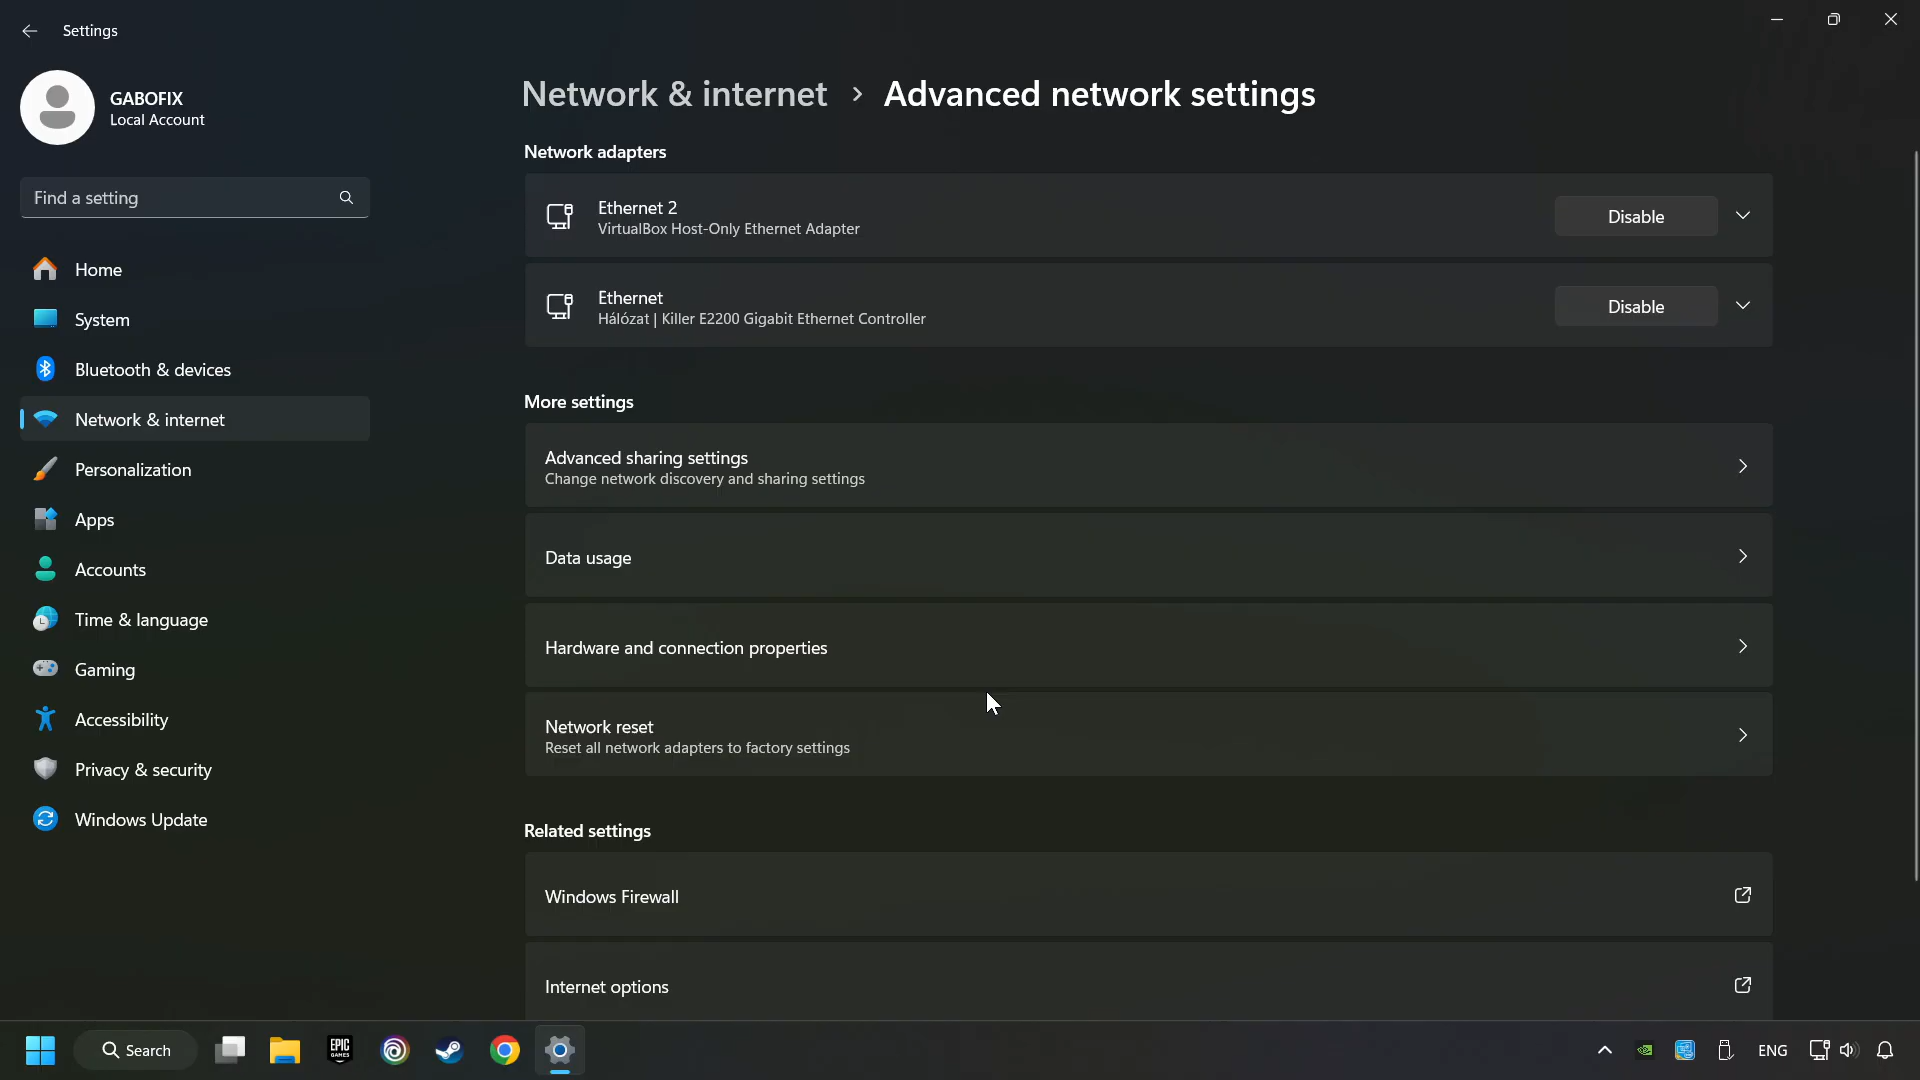 Settings
GABOFIX
Local Account
Find a setting
Home
System
Bluetooth & devices
Network & internet
Personalization
Apps
Accounts
Time & language
Gaming
Accessibility
Privacy & security
Windows Update
Network & internet > Advanced network settings
Network adapters
Ethernet 2
VirtualBox Host-Only Ethernet Adapter
Disable
Ethernet
Hálózat | Killer E2200 Gigabit Ethernet Controller
Disable
More settings
Advanced sharing settings
Change network discovery and sharing settings
Data usage
Hardware and connection properties
Network reset
Reset all network adapters to factory settings
Related settings
Windows Firewall
Internet options
Search
EPIC
GAMES
ENG